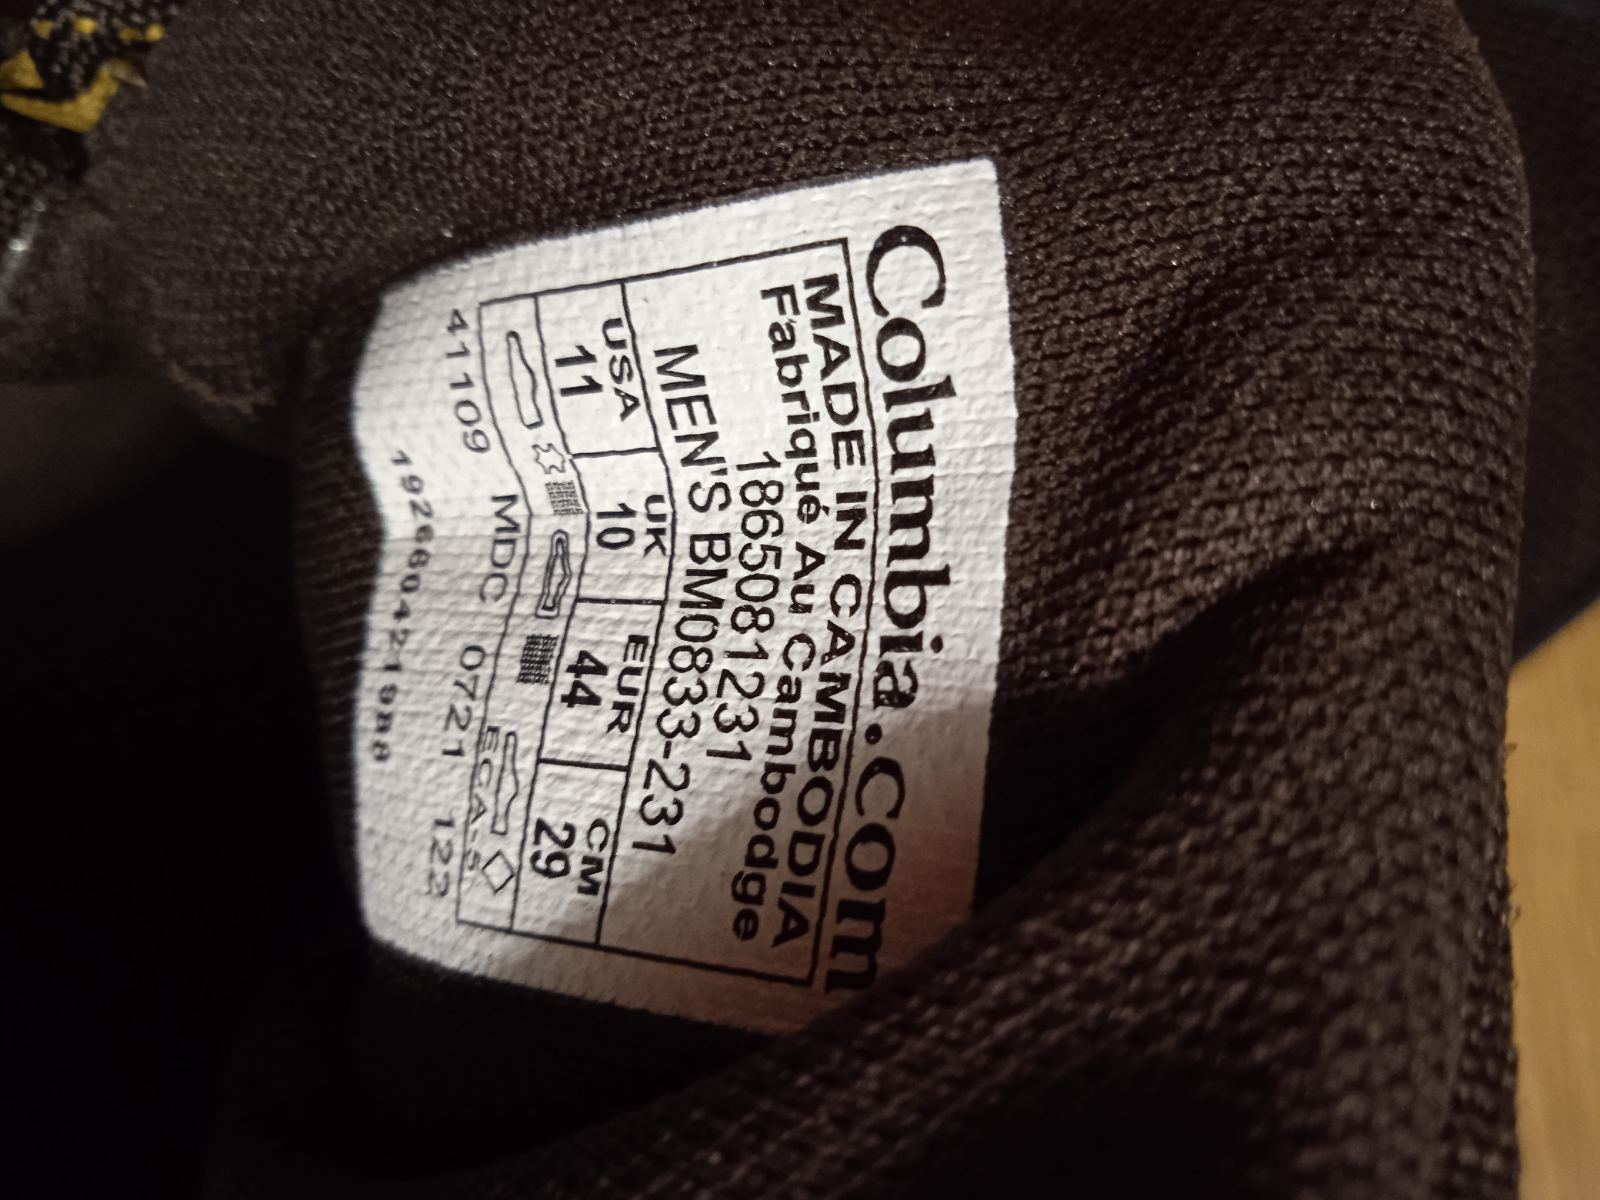 Columbia.com
MADE IN CAMBODIA
Fabriqué Au Cambodge
1865081231
MEN'S BM0833-231
USA UK EUR CM
11 10 44 29
ECA-S
41109 MDC 0721 122
192660421988